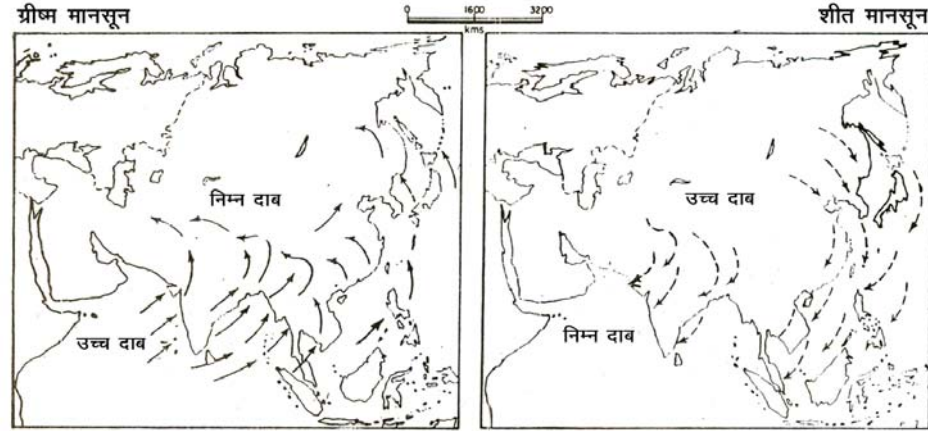 ग्रीष्म मानसून
0 1600 3200
kms
शीत मानसून
निम्न दाब
उच्च दाब
उच्च दाब
निम्न दाब